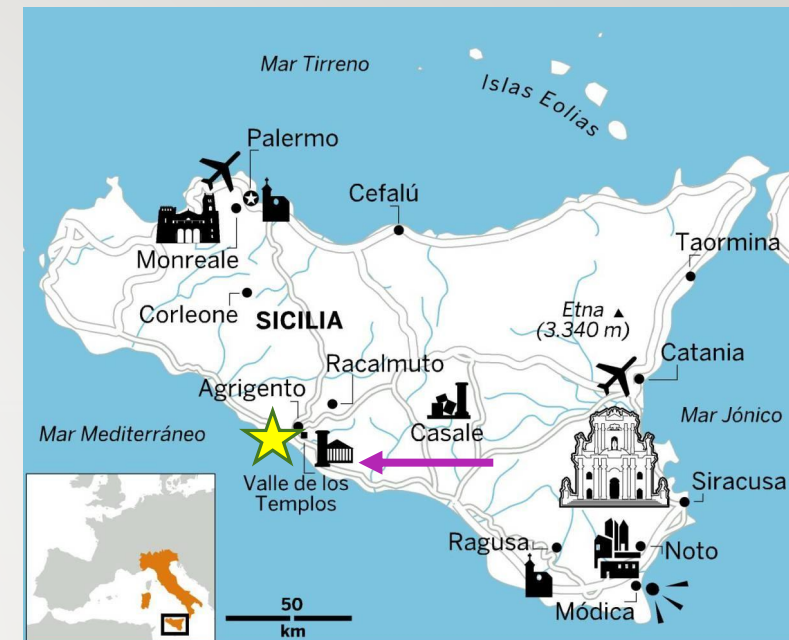 Mar Tirreno
Islas Eolias
Palermo
Cefalú
Taormina
Monreale
Corleone
SICILIA
Etna
(3.340 m)
Racalmuto
Catania
Agrigento
Mar Jónico
Mar Mediterráneo
Casale
Valle de los
Templos
Siracusa
Ragusa
Noto
Módica
50
km